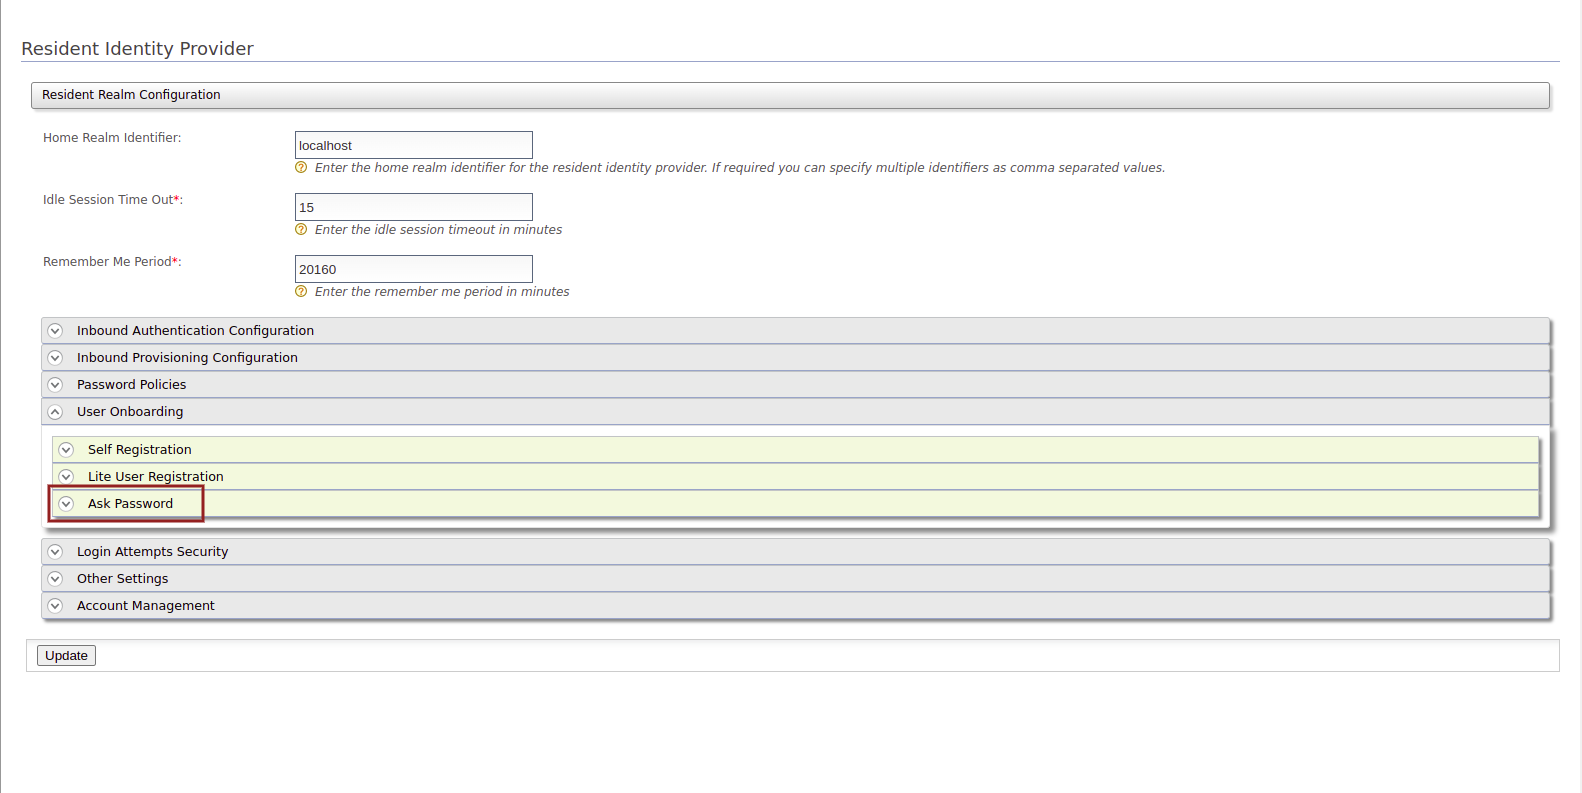 Resident Identity Provider
Resident Realm Configuration
Home Realm Identifier:
localhost
Enter the home realm identifier for the resident identity provider. If required you can specify multiple identifiers as comma separated values.
Idle Session Time Out*:
15
Enter the idle session timeout in minutes
Remember Me Period*:
20160
Enter the remember me period in minutes
Inbound Authentication Configuration
Inbound Provisioning Configuration
Password Policies
User Onboarding
Self Registration
Lite User Registration
Ask Password
Login Attempts Security
Other Settings
Account Management
Update